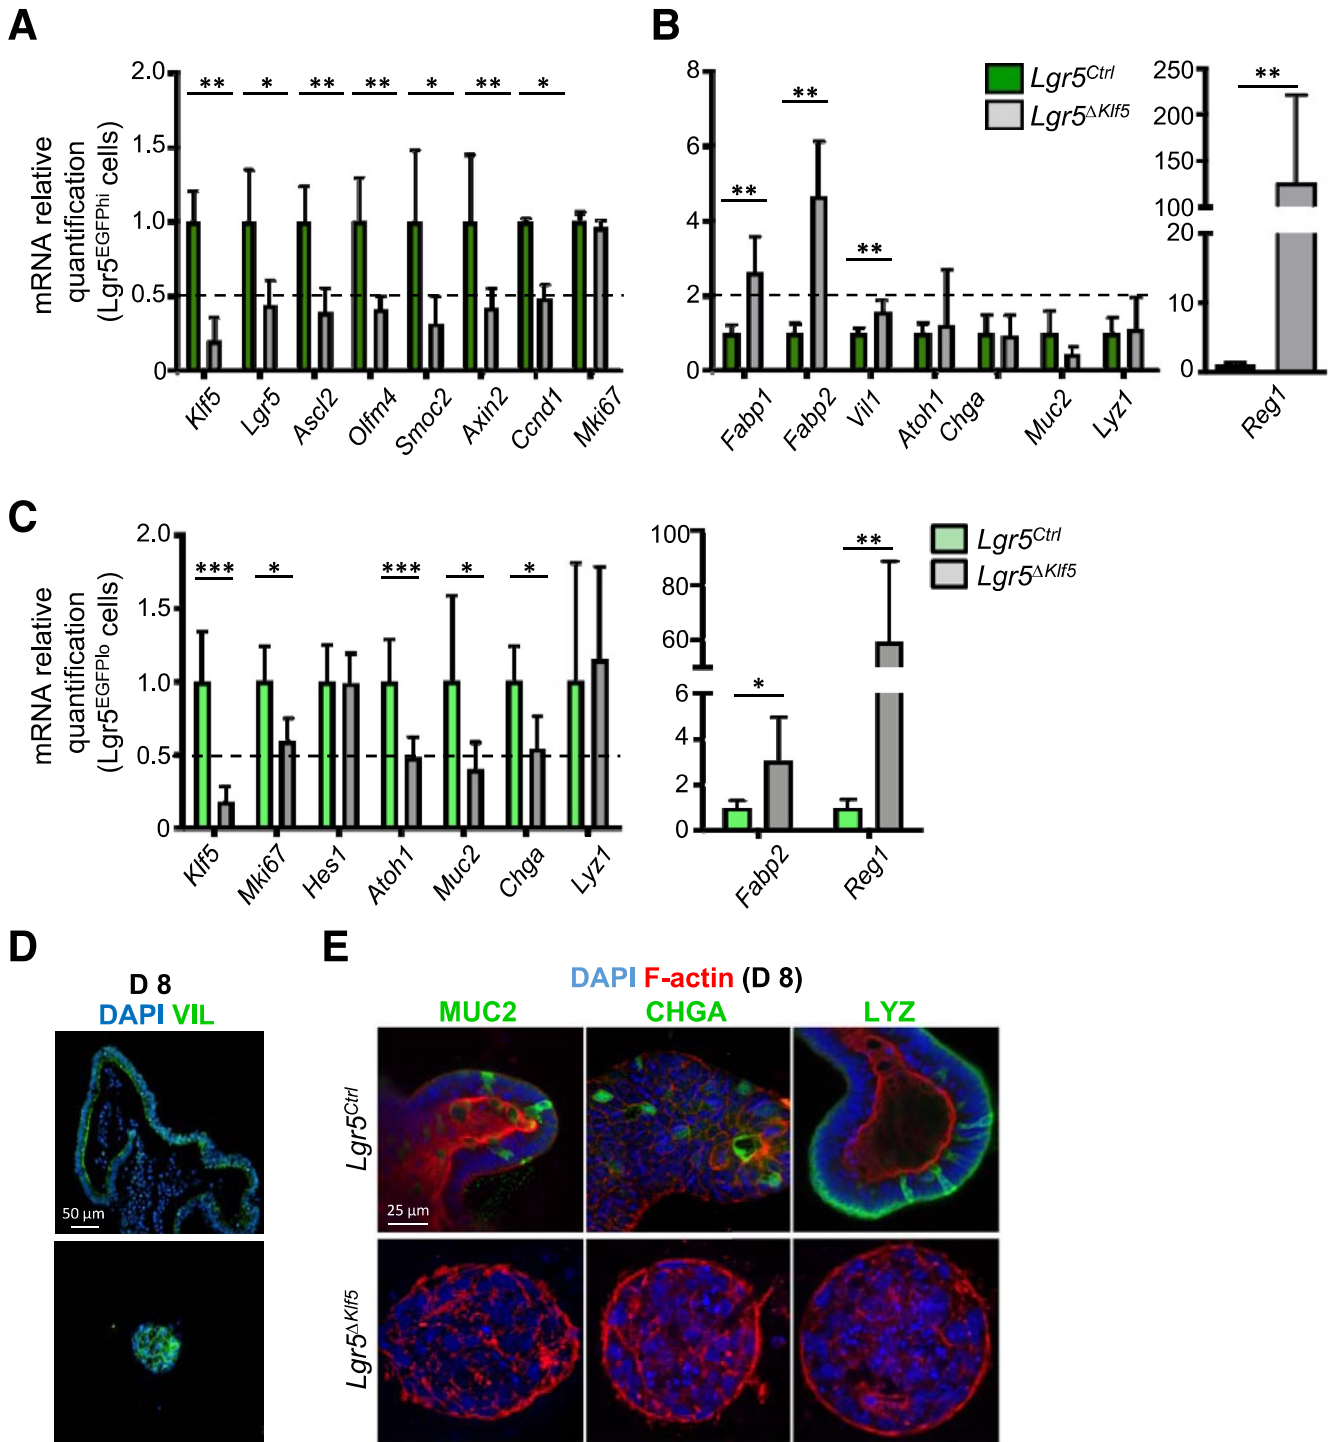 A
mRNA relative
quantification
(Lgr5EGFPhi cells)
2.0
1.5
1.0
0.5
0
** * ** ** * ** *
Klf5 Lgr5 Ascl2 Olfm4 Smoc2 Axin2 Ccnd1 Mki67
B
8
6
4
2
0
** ** **
Fabp1 Fabp2 Vil1 Atoh1 Chga Muc2 Lyz1
Lgr5Ctrl
Lgr5ΔKlf5
250
200
150
100
20
10
0
**
Reg1
C
mRNA relative
quantification
(Lgr5EGFPlo cells)
2.0
1.5
1.0
0.5
0
*** * *** * *
Klf5 Mki67 Hes1 Atoh1 Muc2 Chga Lyz1
100
80
60
6
4
2
0
* **
Fabp2 Reg1
Lgr5Ctrl
Lgr5ΔKlf5
D
D 8
DAPI VIL
50 µm
E
DAPI F-actin (D 8)
MUC2 CHGA LYZ
Lgr5Ctrl
25 µm
Lgr5ΔKlf5